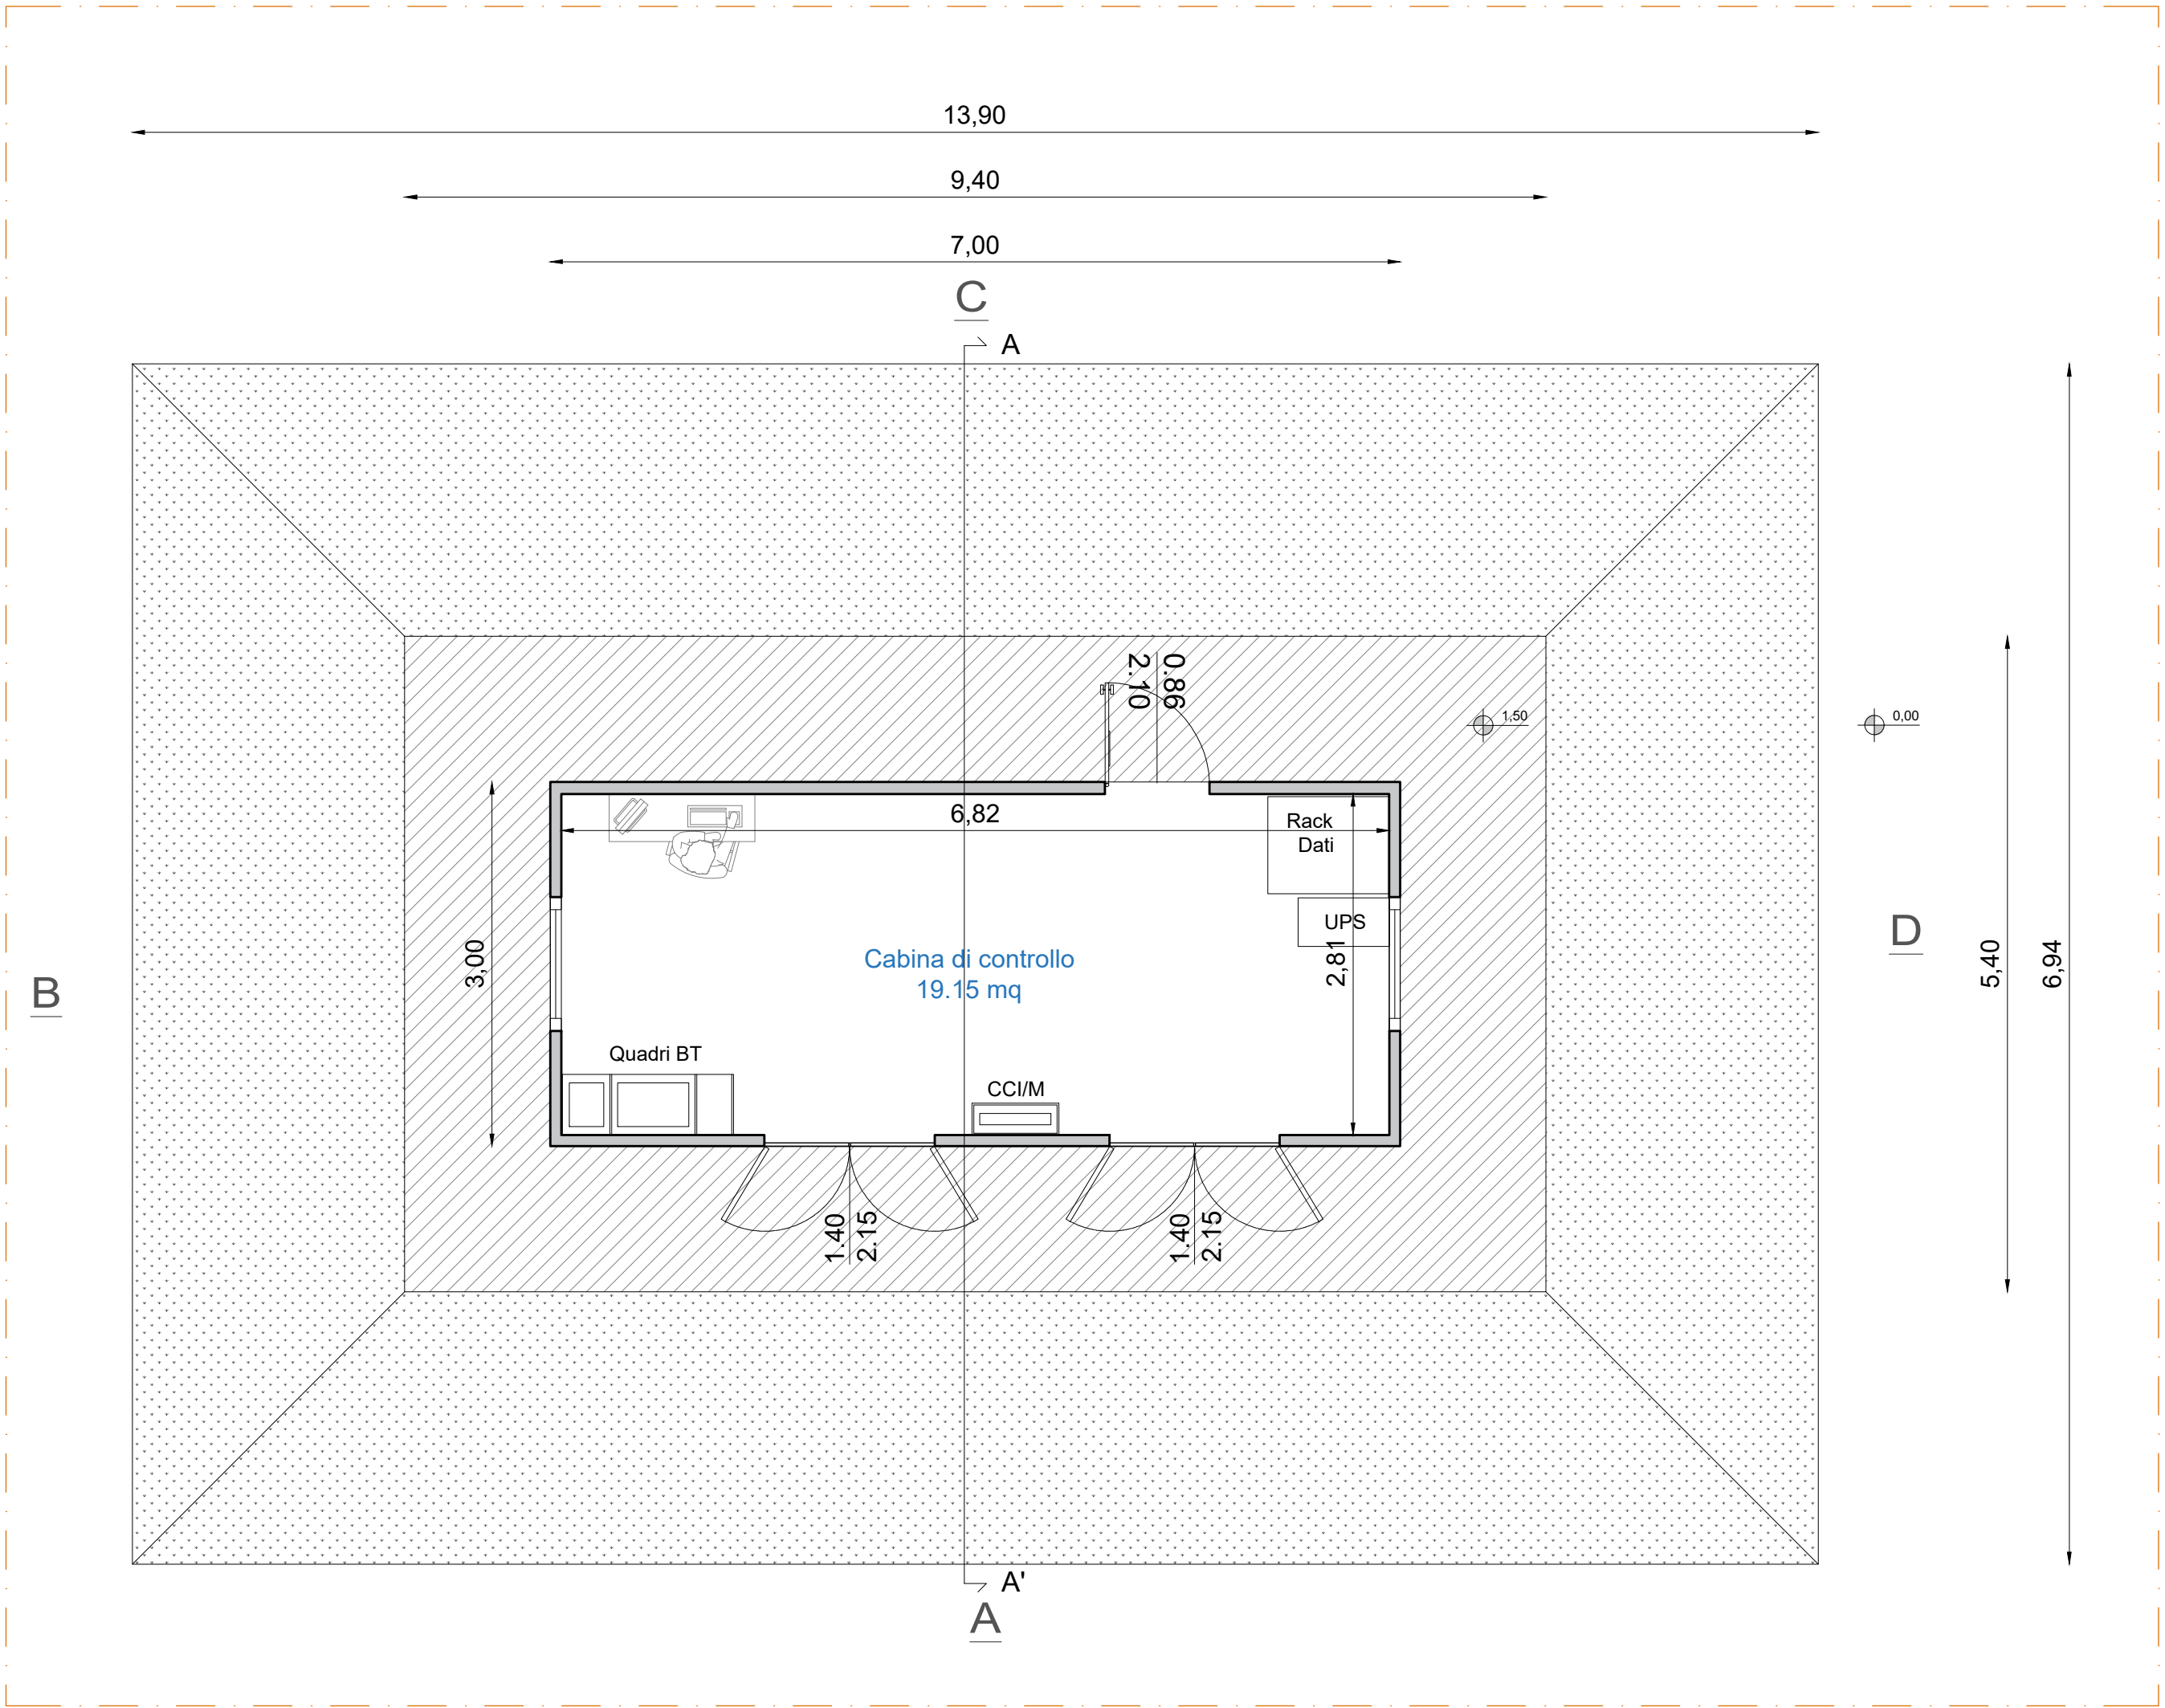 13,90
9,40
7,00
C
A
0.86
2.10
1,50
0,00
6,82
Rack
Dati
UPS
2,81
3,00
Cabina di controllo
19.15 mq
B
D
5,40
6,94
Quadri BT
CCI/M
1.40
2.15
1.40
2.15
A'
A